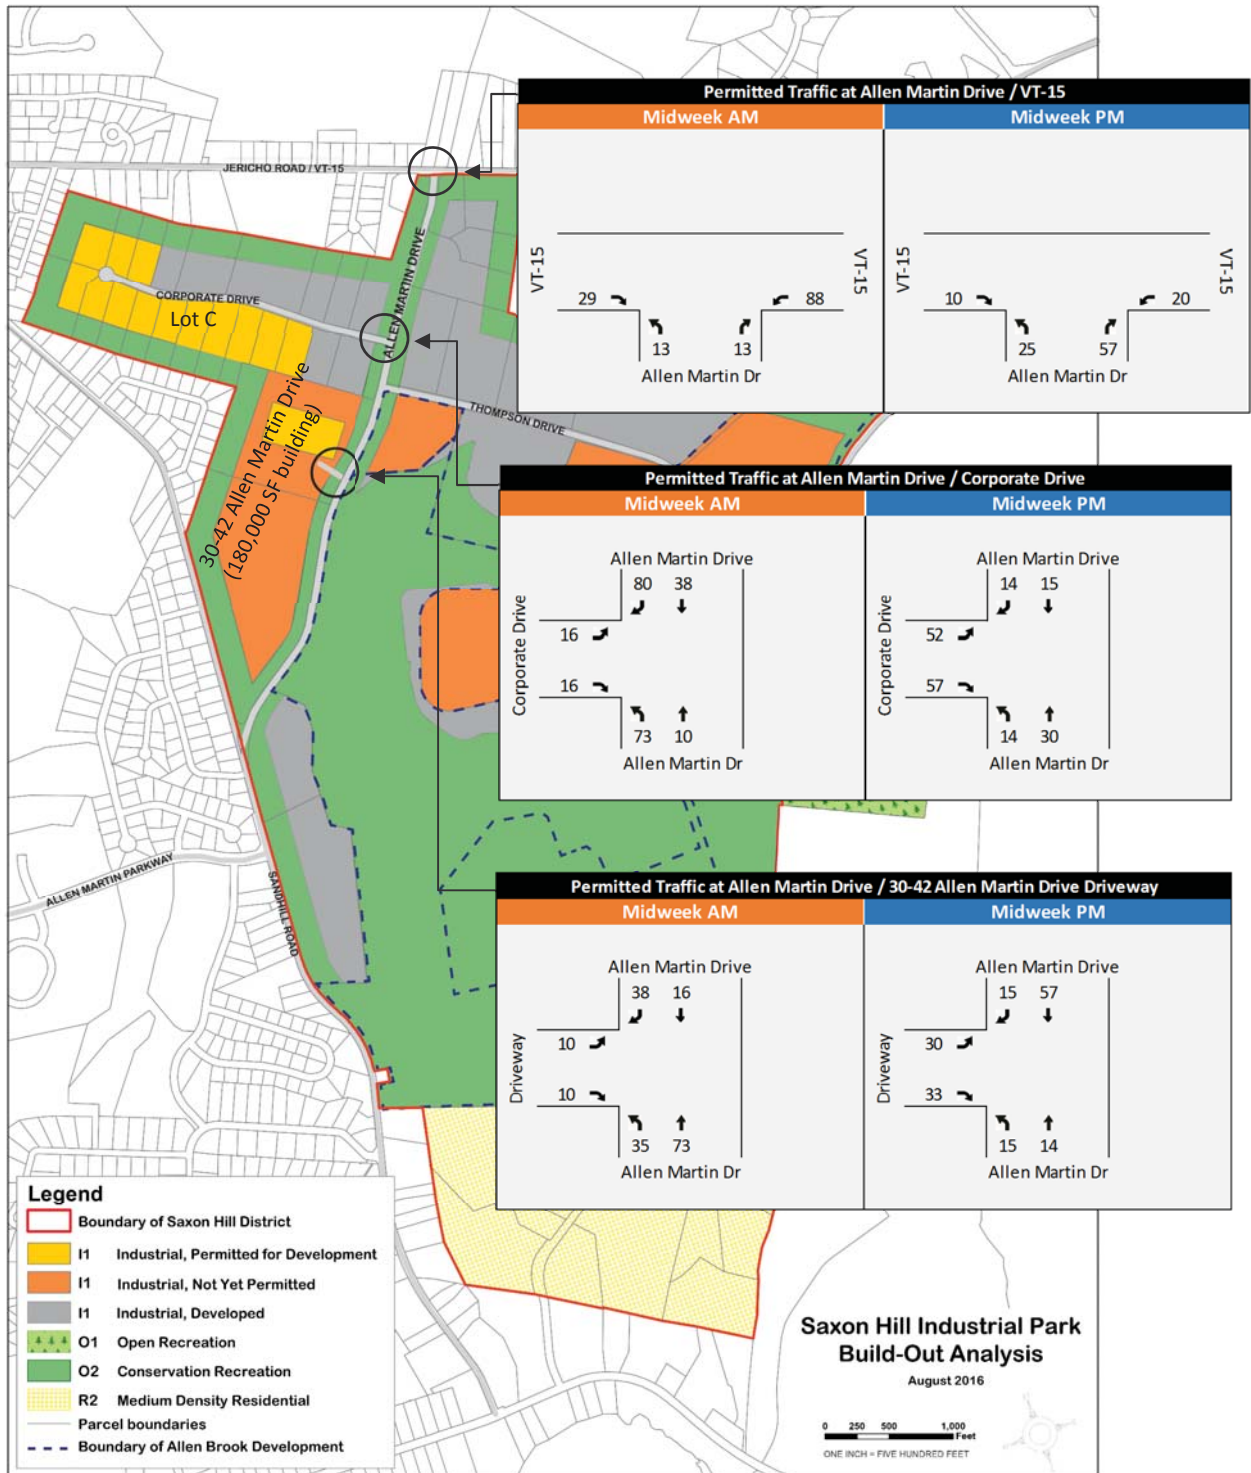 Permitted Traffic at Allen Martin Drive / VT-15
Midweek AM
Midweek PM
VT-15
29
88
VT-15
13
13
Allen Martin Dr
VT-15
10
20
VT-15
25
57
Allen Martin Dr
JERICHO ROAD / VT-15
ALLEN MARTIN DRIVE
CORPORATE DRIVE
Lot C
THOMPSON DRIVE
30-42 Allen Martin Drive
(180,000 SF building)
Permitted Traffic at Allen Martin Drive / Corporate Drive
Midweek AM
Midweek PM
Allen Martin Drive
80 38
Corporate Drive
16
16
73 10
Allen Martin Dr
Allen Martin Drive
14 15
Corporate Drive
52
57
14 30
Allen Martin Dr
ALLEN MARTIN PARKWAY
SANDHILL ROAD
Permitted Traffic at Allen Martin Drive / 30-42 Allen Martin Drive Driveway
Midweek AM
Midweek PM
Allen Martin Drive
38 16
Driveway
10
10
35 73
Allen Martin Dr
Allen Martin Drive
15 57
Driveway
30
33
15 14
Allen Martin Dr
Legend
Boundary of Saxon Hill District
I1 Industrial, Permitted for Development
I1 Industrial, Not Yet Permitted
I1 Industrial, Developed
O1 Open Recreation
O2 Conservation Recreation
R2 Medium Density Residential
Parcel boundaries
Boundary of Allen Brook Development
Saxon Hill Industrial Park
Build-Out Analysis
August 2016
0 250 500 1,000
Feet
ONE INCH = FIVE HUNDRED FEET